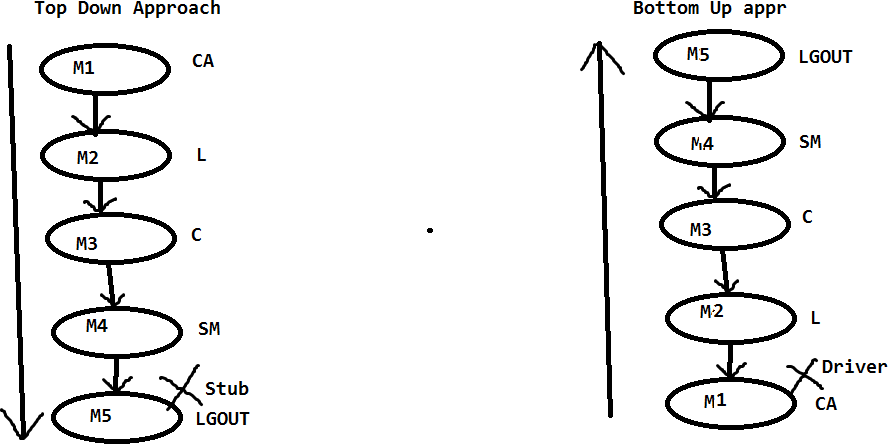 Top Down Approach
M1 CA
M2 L
M3 C
M4 SM
Stub
M5 LGOUT
Bottom Up appr
M5 LGOUT
M4 SM
M3 C
M2 L
Driver
M1 CA